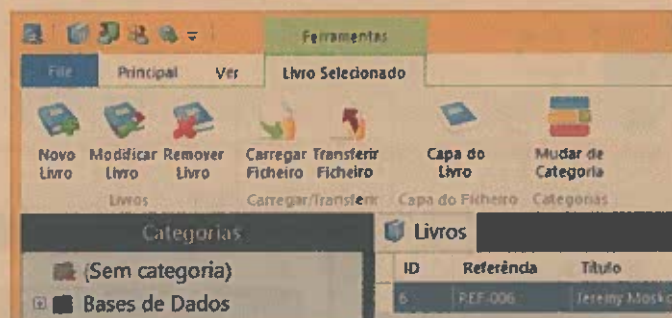 Ferramentas
File Principal Ver Livro Selecionado
Novo Livro
Modificar Livro
Remover Livro
Carregar Ficheiro
Transferir Ficheiro
Capa do Livro
Mudar de Categoria
Livros Carregar/Transferir Capa do Ficheiro Categorias
Categorias
Livros
(Sem categoria)
ID Referência Título
Bases de Dados
6 REF-006 Jeremy